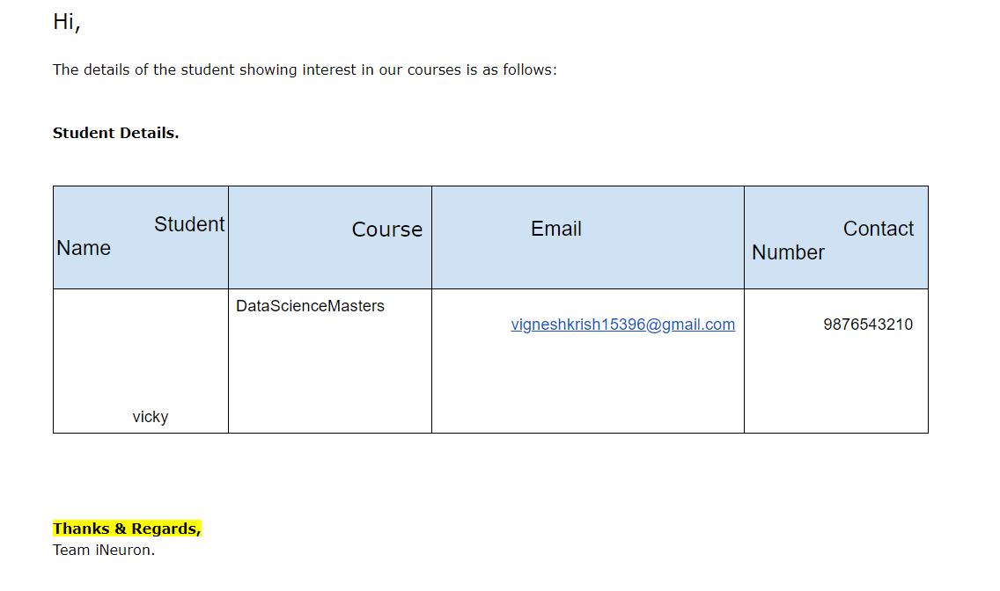 Hi,
The details of the student showing interest in our courses is as follows:
Student Details.
Student
Name
Course
Email
Contact
Number
vicky
DataScienceMasters
vigneshkrish15396@gmail.com
9876543210
Thanks & Regards,
Team iNeuron.